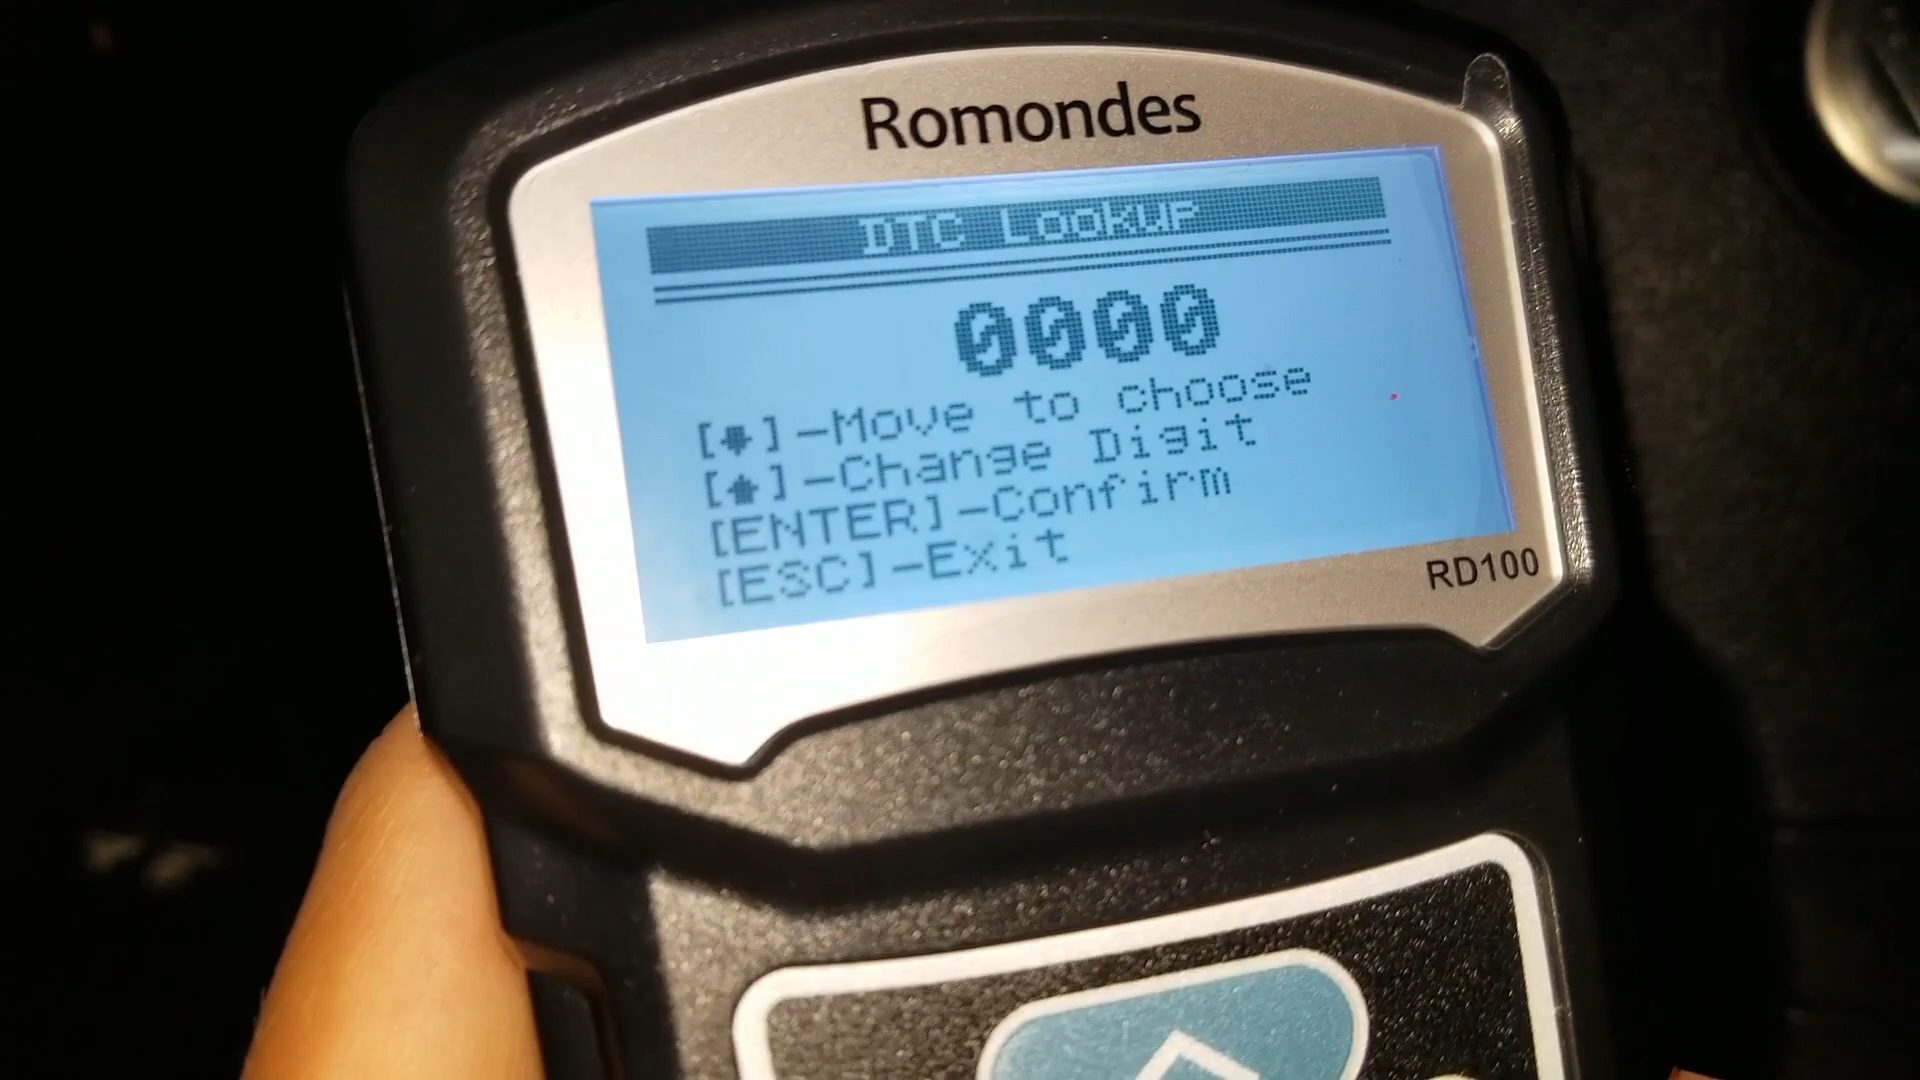 Romondes
DTC Lookup
0000
[↓]-Move to choose
[↑]-Change Digit
[ENTER]-Confirm
[ESC]-Exit
RD100